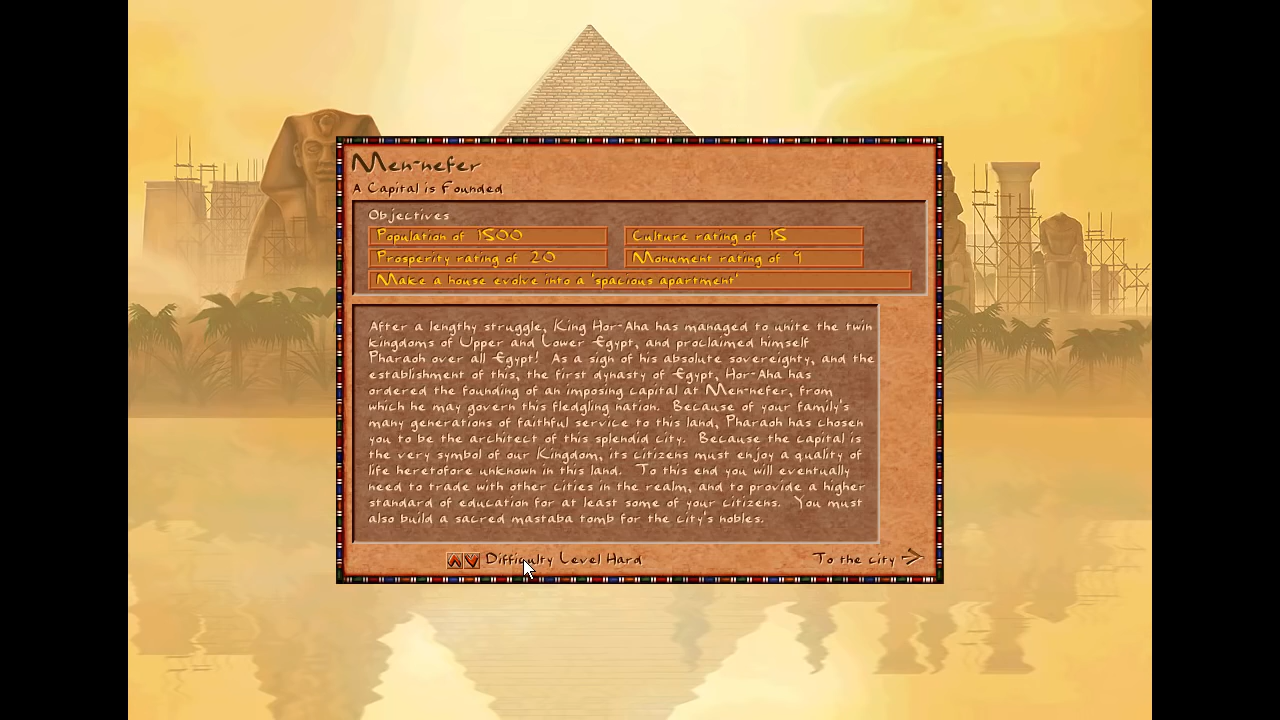 Men-nefer
A Capital is Founded
Objectives
Population of 1500
Culture rating of 15
Prosperity rating of 20
Monument rating of 9
Make a house evolve into a 'spacious apartment'
After a lengthy struggle, King Hor-Aha has managed to unite the twin
kingdoms of Upper and Lower Egypt, and proclaimed himself
Pharaoh over all Egypt! As a sign of his absolute sovereignty, and the
establishment of this, the first dynasty of Egypt, Hor-Aha has
ordered the founding of an imposing capital at Men-nefer, from
which he may govern this fledgling nation. Because of your family's
many generations of faithful service to this land, Pharaoh has chosen
you to be the architect of this splendid city. Because the capital is
the very symbol of our Kingdom, its citizens must enjoy a quality of
life heretofore unknown in this land. To this end you will eventually
need to trade with other cities in the realm, and to provide a higher
standard of education for at least some of your citizens. You must
also build a sacred mastaba tomb for the city's nobles.
Difficulty Level Hard
To the city